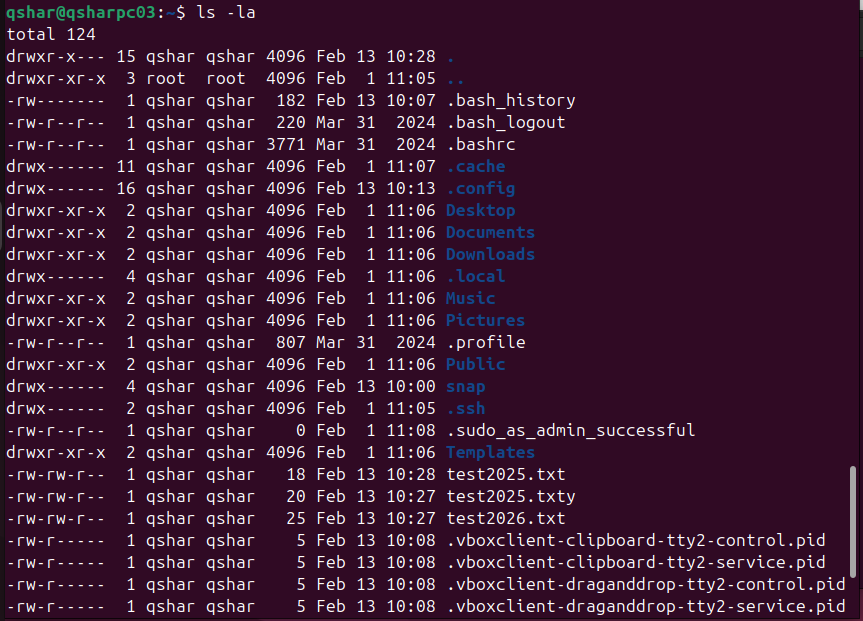 qshar@qsharpc03:~$ ls -la
total 124
drwxr-x--- 15 qshar qshar 4096 Feb 13 10:28 .
drwxr-xr-x  3 root  root  4096 Feb  1 11:05 ..
-rw-------  1 qshar qshar  182 Feb 13 10:07 .bash_history
-rw-r--r--  1 qshar qshar  220 Mar 31  2024 .bash_logout
-rw-r--r--  1 qshar qshar 3771 Mar 31  2024 .bashrc
drwx------ 11 qshar qshar 4096 Feb  1 11:07 .cache
drwx------ 16 qshar qshar 4096 Feb 13 10:13 .config
drwxr-xr-x  2 qshar qshar 4096 Feb  1 11:06 Desktop
drwxr-xr-x  2 qshar qshar 4096 Feb  1 11:06 Documents
drwxr-xr-x  2 qshar qshar 4096 Feb  1 11:06 Downloads
drwx------  4 qshar qshar 4096 Feb  1 11:06 .local
drwxr-xr-x  2 qshar qshar 4096 Feb  1 11:06 Music
drwxr-xr-x  2 qshar qshar 4096 Feb  1 11:06 Pictures
-rw-r--r--  1 qshar qshar  807 Mar 31  2024 .profile
drwxr-xr-x  2 qshar qshar 4096 Feb  1 11:06 Public
drwx------  4 qshar qshar 4096 Feb 13 10:00 snap
drwx------  2 qshar qshar 4096 Feb  1 11:05 .ssh
-rw-r--r--  1 qshar qshar    0 Feb  1 11:08 .sudo_as_admin_successful
drwxr-xr-x  2 qshar qshar 4096 Feb  1 11:06 Templates
-rw-rw-r--  1 qshar qshar   18 Feb 13 10:28 test2025.txt
-rw-rw-r--  1 qshar qshar   20 Feb 13 10:27 test2025.txty
-rw-rw-r--  1 qshar qshar   25 Feb 13 10:27 test2026.txt
-rw-r-----  1 qshar qshar    5 Feb 13 10:08 .vboxclient-clipboard-tty2-control.pid
-rw-r-----  1 qshar qshar    5 Feb 13 10:08 .vboxclient-clipboard-tty2-service.pid
-rw-r-----  1 qshar qshar    5 Feb 13 10:08 .vboxclient-draganddrop-tty2-control.pid
-rw-r-----  1 qshar qshar    5 Feb 13 10:08 .vboxclient-draganddrop-tty2-service.pid